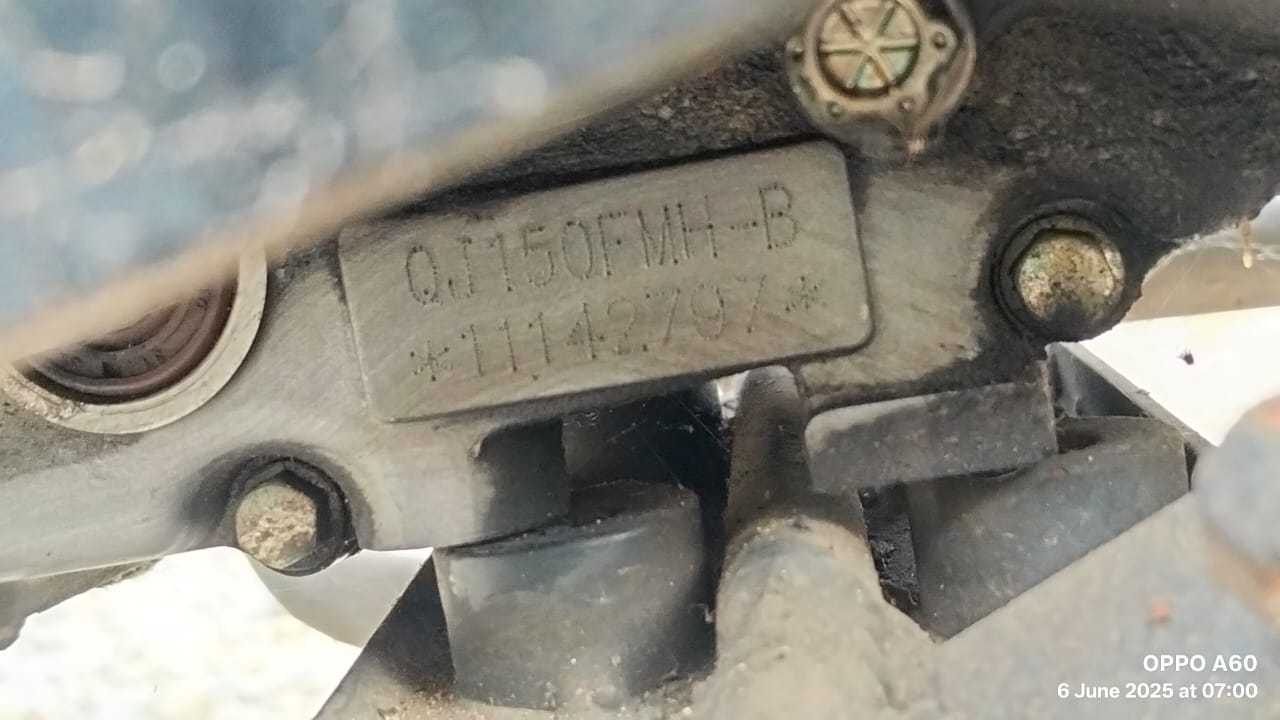 QJ150FMH-B
*11142797*
OPPO A60
6 June 2025 at 07:00